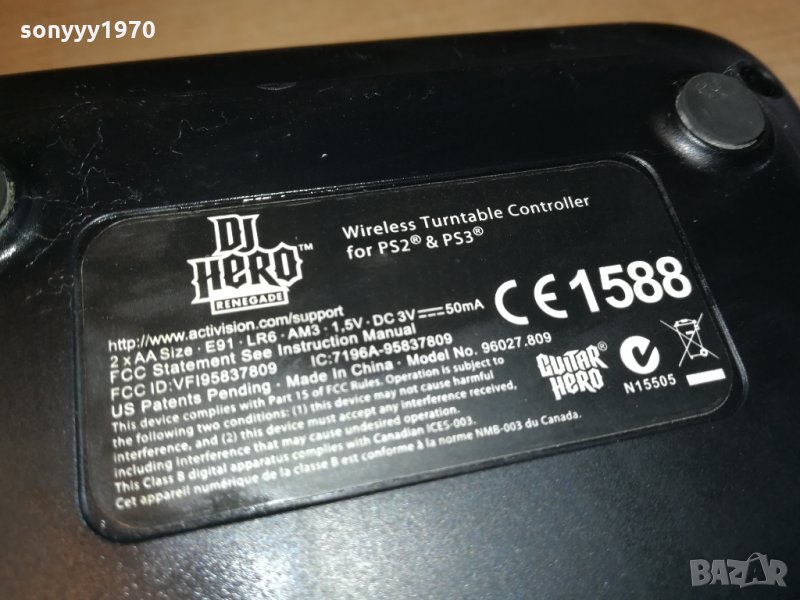 sonyyy1970
DJ
HERO™
RENEGADE
Wireless Turntable Controller
for PS2® & PS3®
http://www.activision.com/support
2 x AA Size · E91 · LR6 · AM3 · 1,5V · DC 3V⎓50mA
FCC Statement See Instruction Manual
FCC ID:VFI95837809 IC:7196A-95837809
US Patents Pending · Made In China · Model No. 96027.809
This device complies with Part 15 of FCC Rules. Operation is subject to
the following two conditions: (1) this device may not cause harmful
interference, and (2) this device must accept any interference received,
including interference that may cause undesired operation.
This Class B digital apparatus complies with Canadian ICES-003.
Cet appareil numérique de la classe B est conforme à la norme NMB-003 du Canada.
CE1588
GUITAR
HERO
N15505
BAZAR